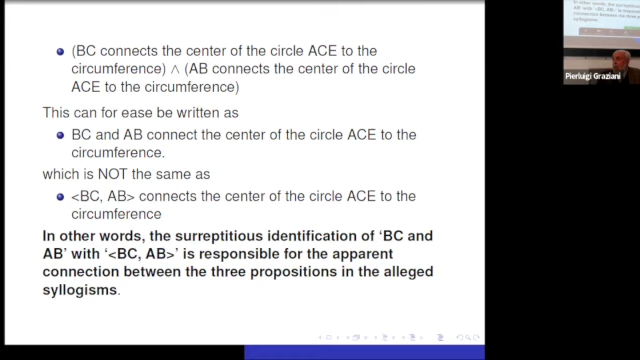 (BC connects the center of the circle ACE to the
circumference) ∧ (AB connects the center of the circle
ACE to the circumference)
This can for ease be written as
BC and AB connect the center of the circle ACE to the
circumference.
which is NOT the same as
<BC, AB> connects the center of the circle ACE to the
circumference
In other words, the surreptitious identification of ‘BC and
AB’ with ‘<BC, AB>’ is responsible for the apparent
connection between the three propositions in the alleged
syllogisms.
Pierluigi Graziani